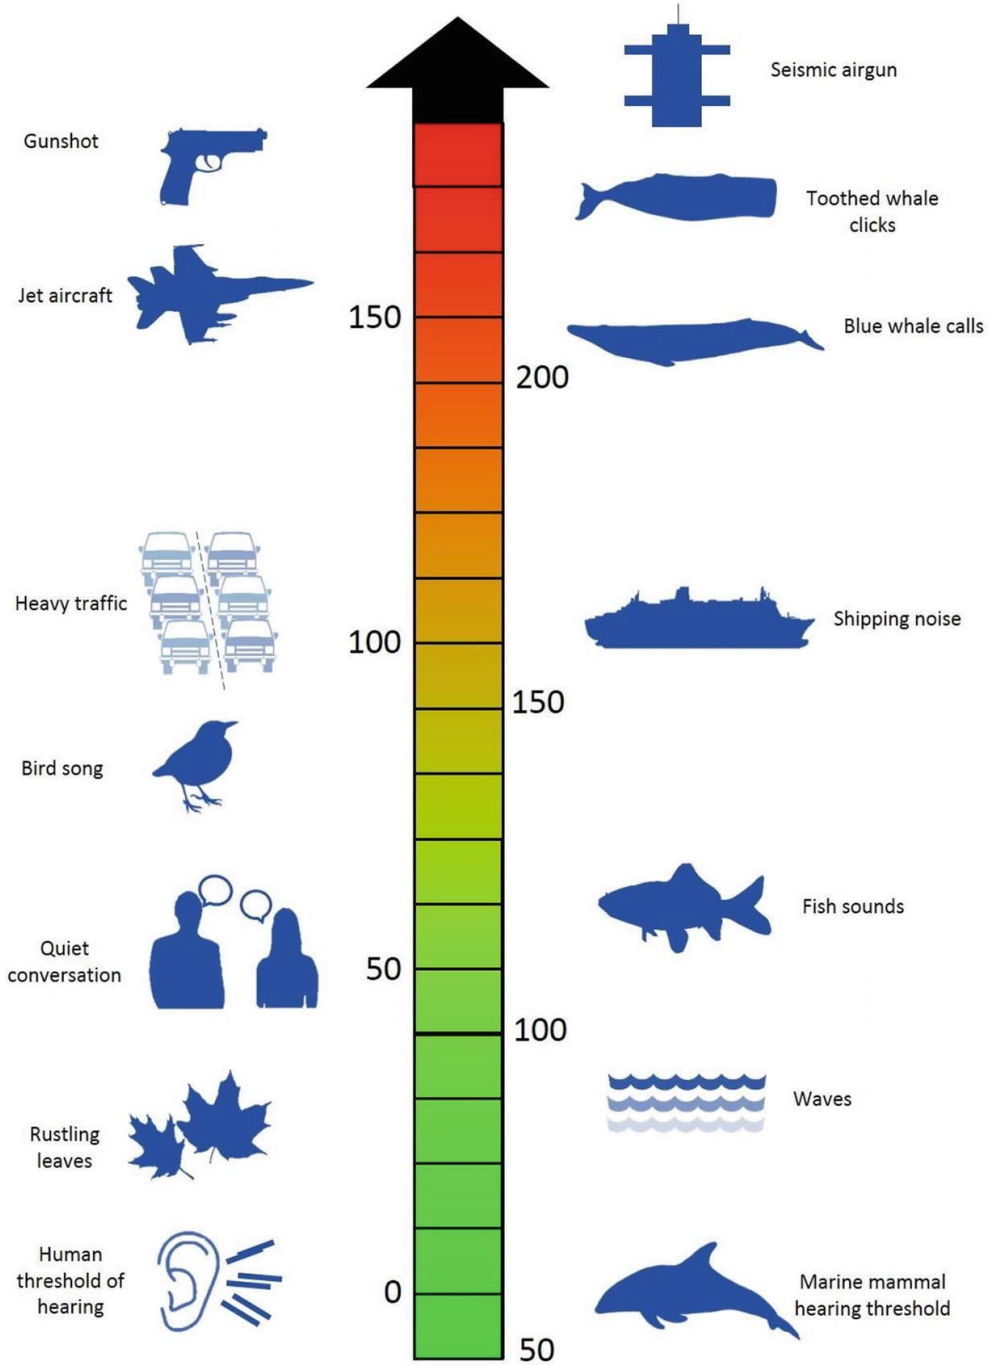 Seismic airgun
Gunshot
Toothed whale
clicks
Jet aircraft
150
Blue whale calls
200
Heavy traffic
100
Shipping noise
150
Bird song
Fish sounds
Quiet
conversation
50
100
Waves
Rustling
leaves
Human
threshold of
hearing
0
Marine mammal
hearing threshold
50